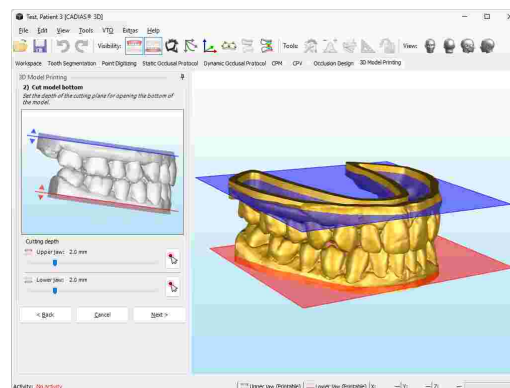 Test, Patient 3 [CADIAS® 3D]
File Edit View Tools VTO Extras Help
Visibility: Tools: View:
Workspace Tooth Segmentation Point Digitizing Static Occlusal Protocol Dynamic Occlusal Protocol CPM CPV Occlusion Design 3D Model Printing
3D Model Printing
2) Cut model bottom
Set the depth of the cutting plane for opening the bottom of
the model.
Cutting depth
Upper jaw: 2.0 mm
Lower jaw: 2.0 mm
< Back Cancel Next >
Activity: No activity Upper jaw (Printable) Lower jaw (Printable) X: — Y: — Z: —